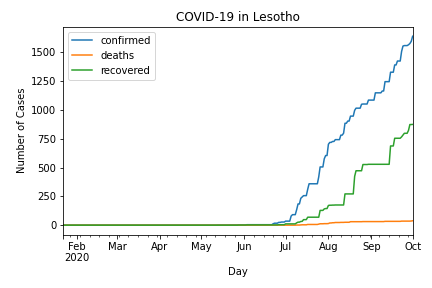 COVID-19 in Lesotho
confirmed
deaths
recovered
Number of Cases
1500
1250
1000
750
500
250
0
Feb Mar Apr May Jun Jul Aug Sep Oct
2020
Day